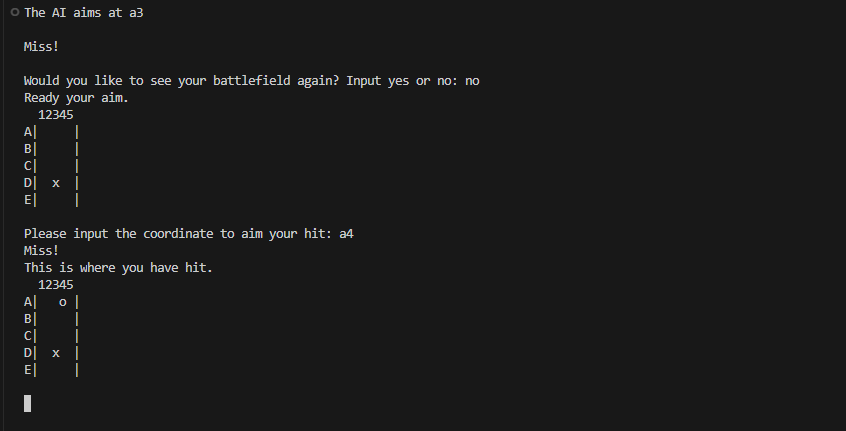 The AI aims at a3
Miss!
Would you like to see your battlefield again? Input yes or no: no
Ready your aim.
  12345
A|     |
B|     |
C|     |
D|  x  |
E|     |
Please input the coordinate to aim your hit: a4
Miss!
This is where you have hit.
  12345
A|   o |
B|     |
C|     |
D|  x  |
E|     |